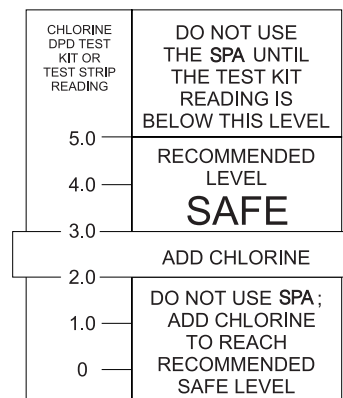 CHLORINE
DPD TEST
KIT OR
TEST STRIP
READING
DO NOT USE
THE SPA UNTIL
THE TEST KIT
READING IS
BELOW THIS LEVEL
5.0
RECOMMENDED
LEVEL
4.0
SAFE
3.0
ADD CHLORINE
2.0
DO NOT USE SPA;
1.0
ADD CHLORINE
TO REACH
RECOMMENDED
0
SAFE LEVEL